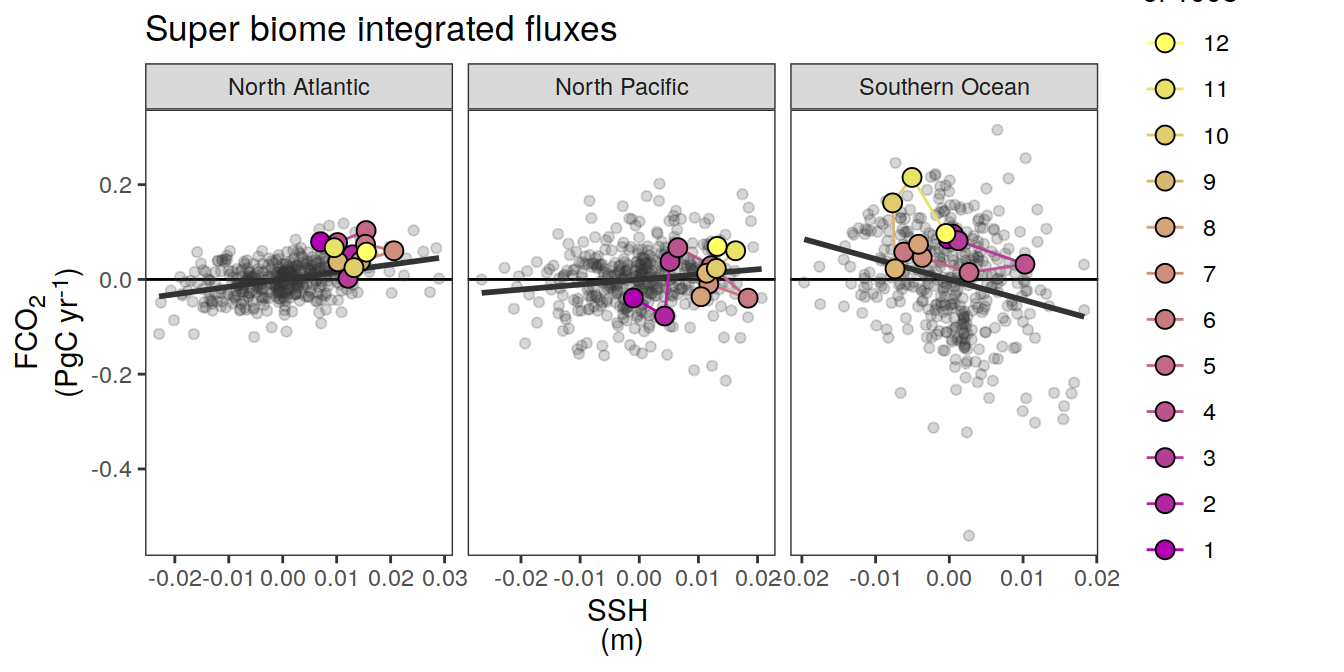 Super biome integrated fluxes
North Atlantic
North Pacific
Southern Ocean
0.2
0.0
-0.2
-0.4
FCO₂
(PgC yr⁻¹)
-0.02 -0.01 0.00 0.01 0.02 0.03
-0.02 -0.01 0.00 0.01 0.02
-0.02 -0.01 0.00 0.01 0.02
SSH
(m)
12
11
10
9
8
7
6
5
4
3
2
1